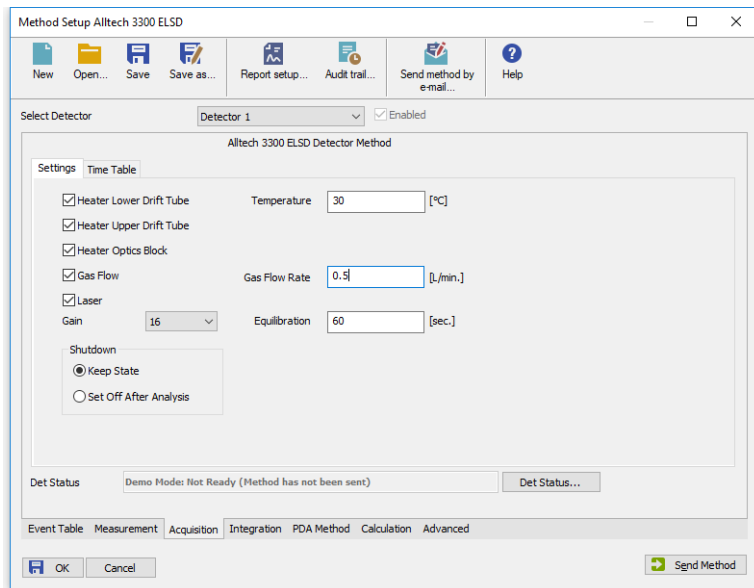 Method Setup Alltech 3300 ELSD
New Open... Save Save as... Report setup... Audit trail... Send method by e-mail... Help
Select Detector Detector 1 Enabled
Alltech 3300 ELSD Detector Method
Settings Time Table
Heater Lower Drift Tube Temperature 30 [°C]
Heater Upper Drift Tube
Heater Optics Block
Gas Flow Gas Flow Rate 0.5 [L/min.]
Laser
Gain 16 Equilibration 60 [sec.]
Shutdown
Keep State
Set Off After Analysis
Det Status Demo Mode: Not Ready (Method has not been sent) Det Status...
Event Table Measurement Acquisition Integration PDA Method Calculation Advanced
OK Cancel Send Method